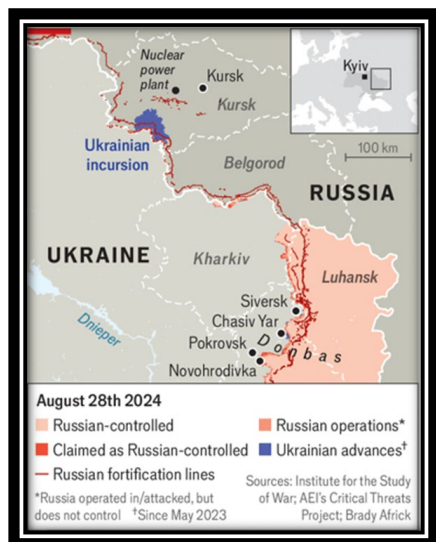 Nuclear
power
plant
Kursk
Kursk
Kyiv
100 km
Ukrainian
incursion
Belgorod
RUSSIA
UKRAINE
Kharkiv
Luhansk
Siversk
Chasiv Yar
Dnieper
Donbas
Pokrovsk
Novohrodivka
August 28th 2024
Russian-controlled
Russian operations*
Claimed as Russian-controlled
Ukrainian advances†
Russian fortification lines
*Russia operated in/attacked, but
does not control †Since May 2023
Sources: Institute for the Study
of War; AEI’s Critical Threats
Project; Brady Africk